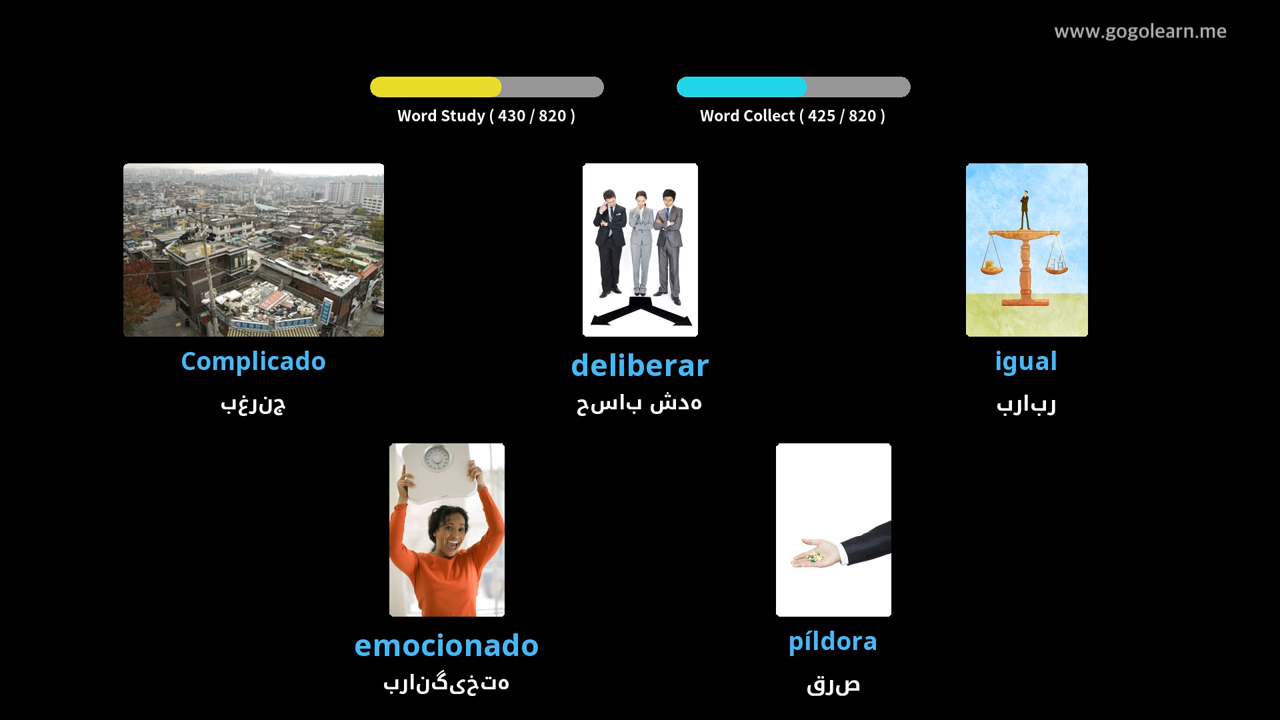 www.gogolearn.me
Word Study ( 430 / 820 )
Word Collect ( 425 / 820 )
Complicado
جنرغب
deliberar
هدش باسح
igual
ربارب
emocionado
هتخیگنارب
píldora
صرق